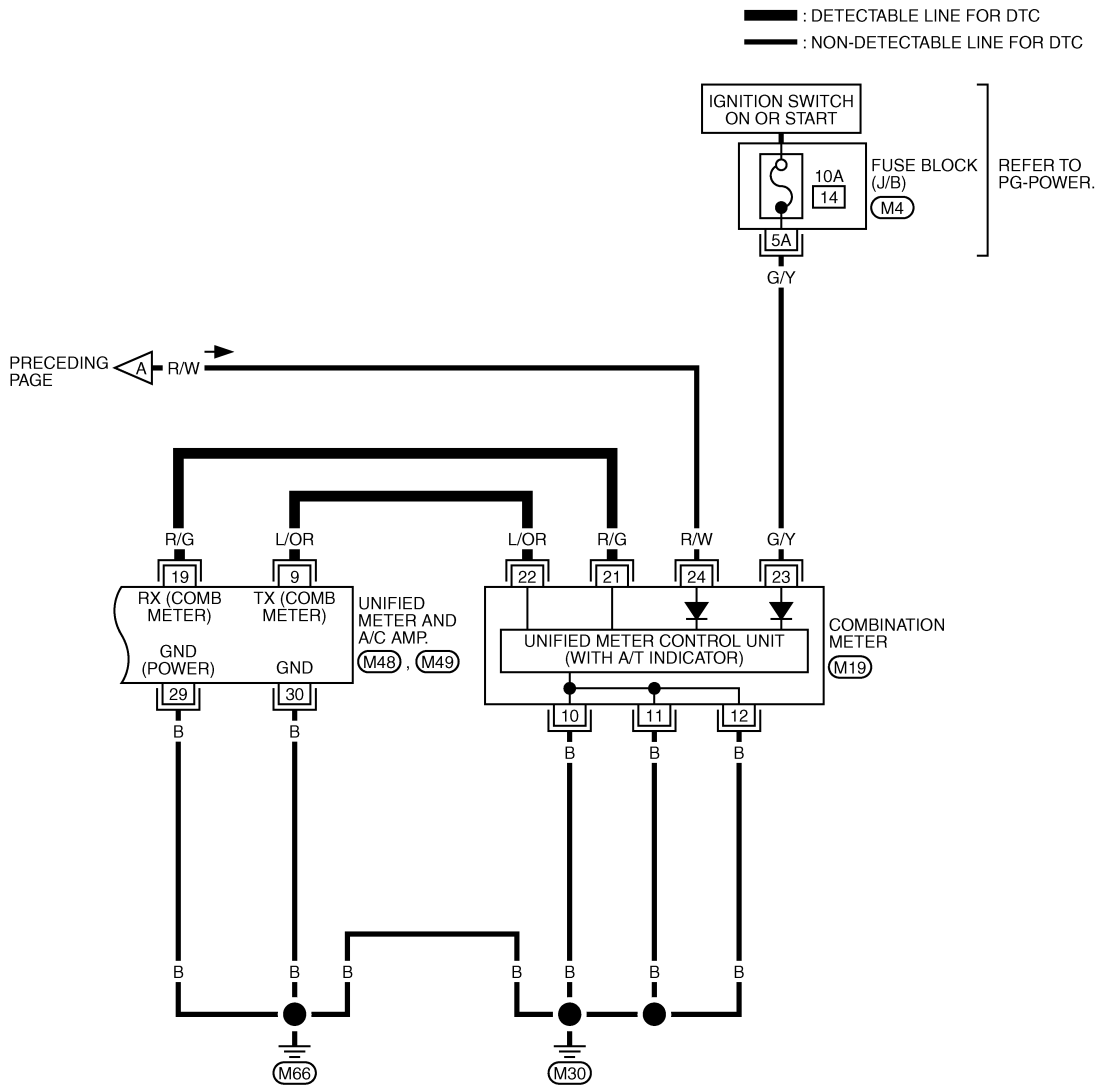 : DETECTABLE LINE FOR DTC
: NON-DETECTABLE LINE FOR DTC
IGNITION SWITCH
ON OR START
10A
14
FUSE BLOCK
(J/B)
M4
REFER TO
PG-POWER.
5A
G/Y
PRECEDING
PAGE
A
R/W
R/G
L/OR
L/OR
R/G
R/W
G/Y
19
9
22
21
24
23
RX (COMB
METER)
TX (COMB
METER)
GND
(POWER)
GND
UNIFIED
METER AND
A/C AMP.
M48 , M49
UNIFIED METER CONTROL UNIT
(WITH A/T INDICATOR)
COMBINATION
METER
M19
29
30
10
11
12
B
B
B
B
B
B
B
B
B
B
B
B
M66
M30